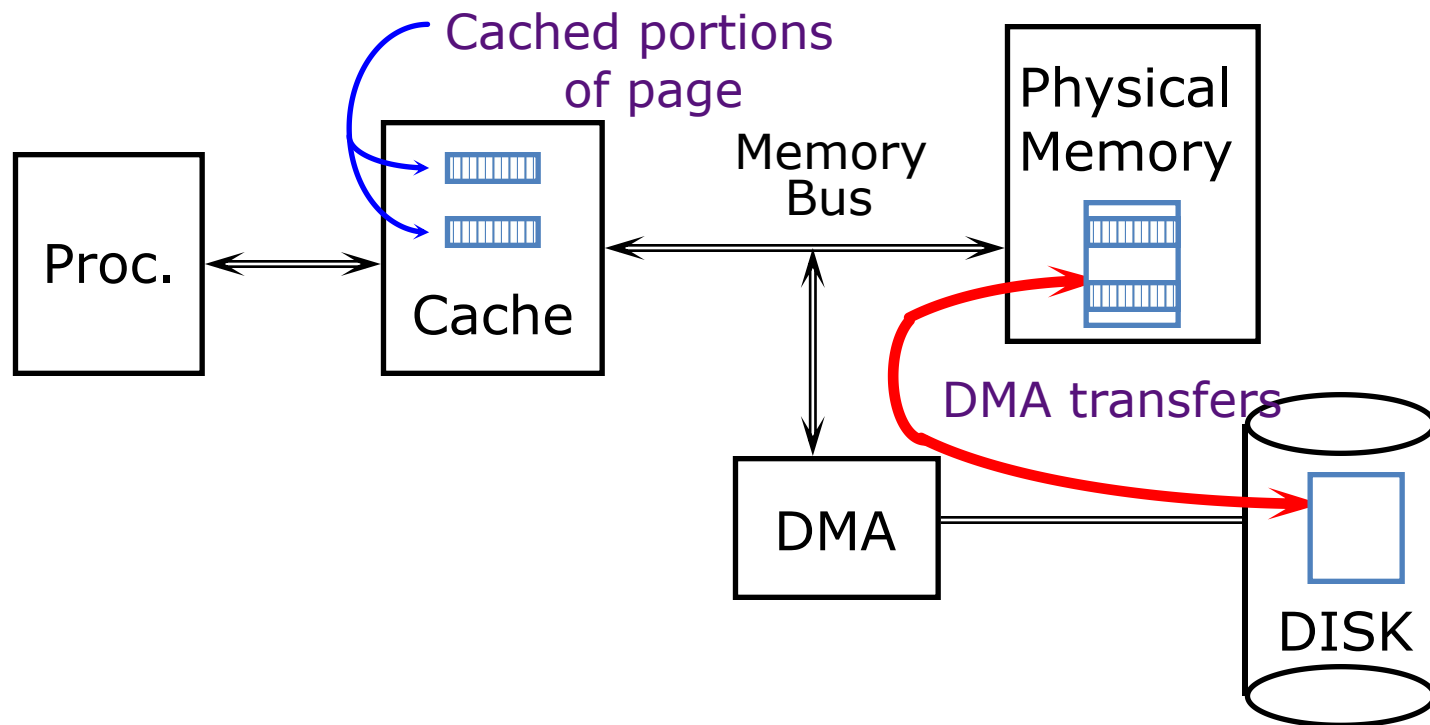 Cached portions
of page
Physical
Memory
Memory
Bus
Proc.
Cache
DMA transfers
DMA
DISK